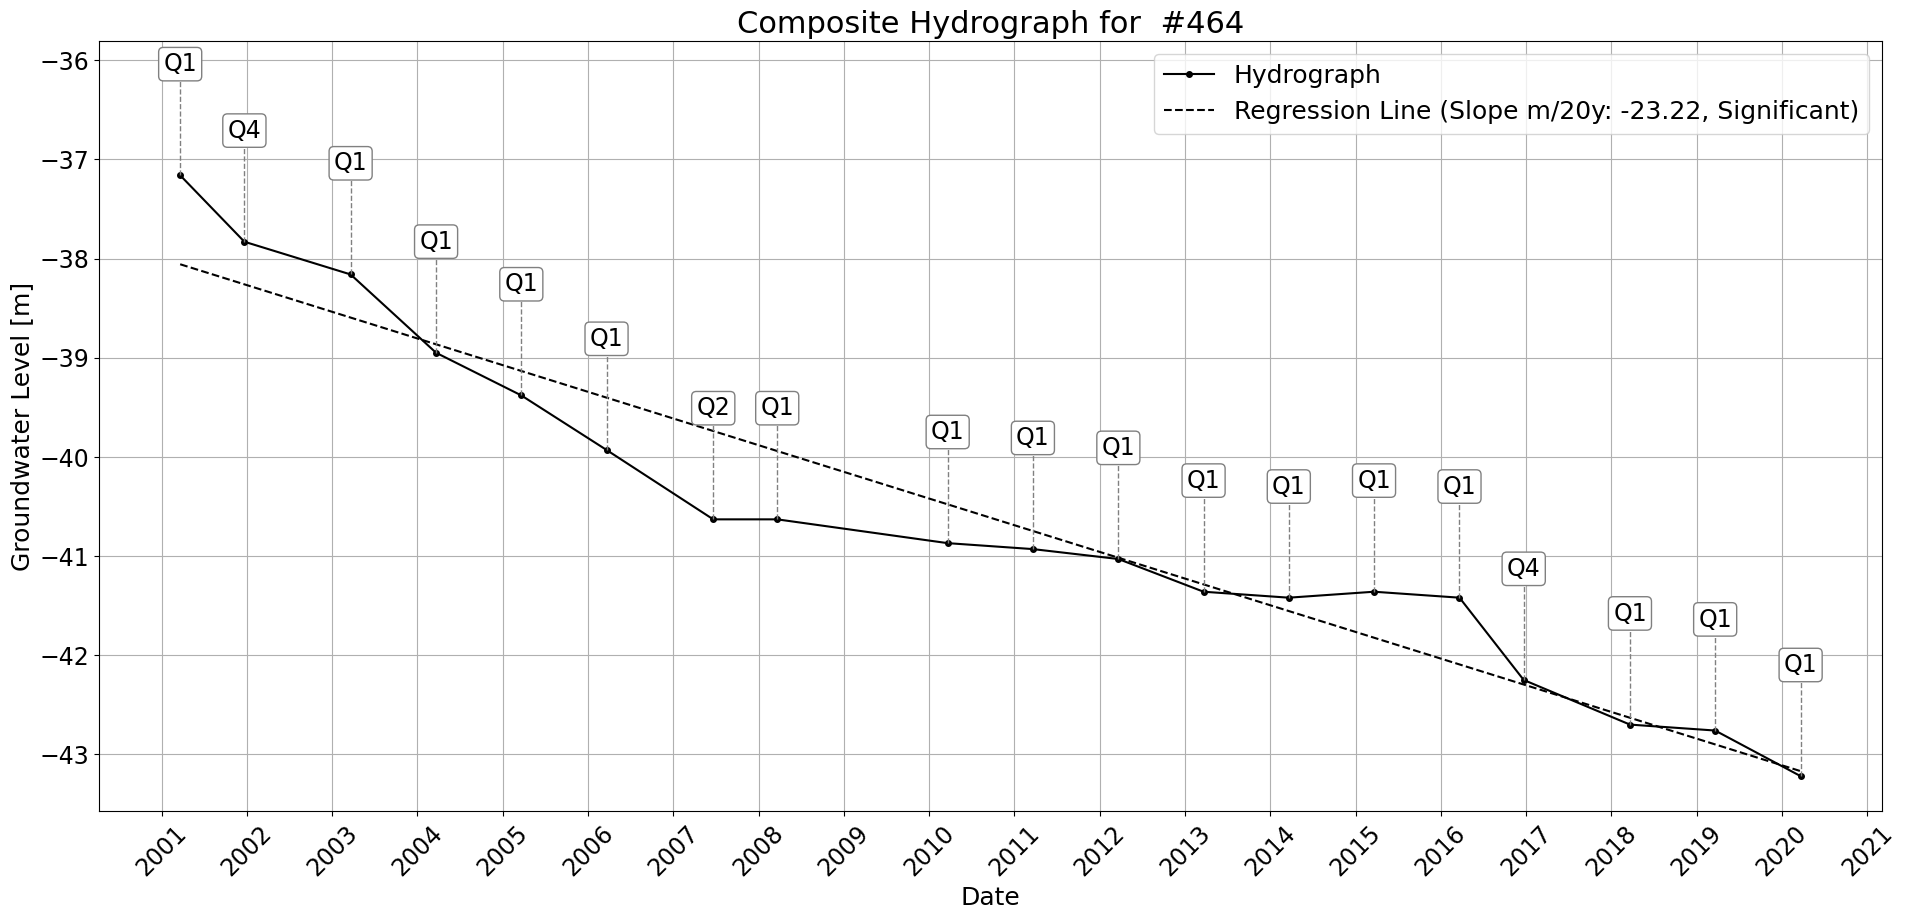 Composite Hydrograph for  #464
Hydrograph
Regression Line (Slope m/20y: -23.22, Significant)
Q1
Q4
Q1
Q1
Q1
Q1
Q2
Q1
Q1
Q1
Q1
Q1
Q1
Q1
Q1
Q4
Q1
Q1
Q1
Groundwater Level [m]
−36
−37
−38
−39
−40
−41
−42
−43
2001
2002
2003
2004
2005
2006
2007
2008
2009
2010
2011
2012
2013
2014
2015
2016
2017
2018
2019
2020
2021
Date